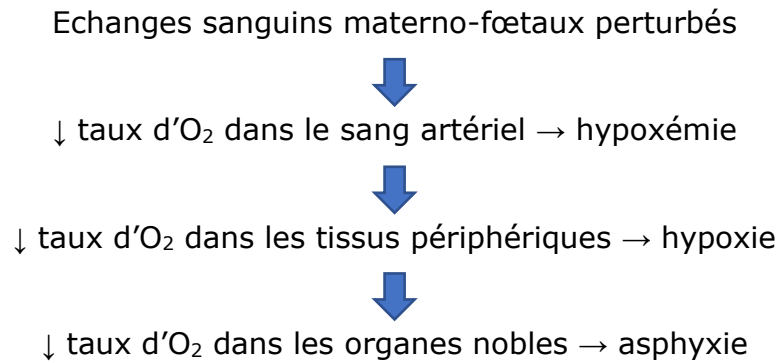 Echanges sanguins materno-fœtaux perturbés
↓ taux d’O₂ dans le sang artériel → hypoxémie
↓ taux d’O₂ dans les tissus périphériques → hypoxie
↓ taux d’O₂ dans les organes nobles → asphyxie